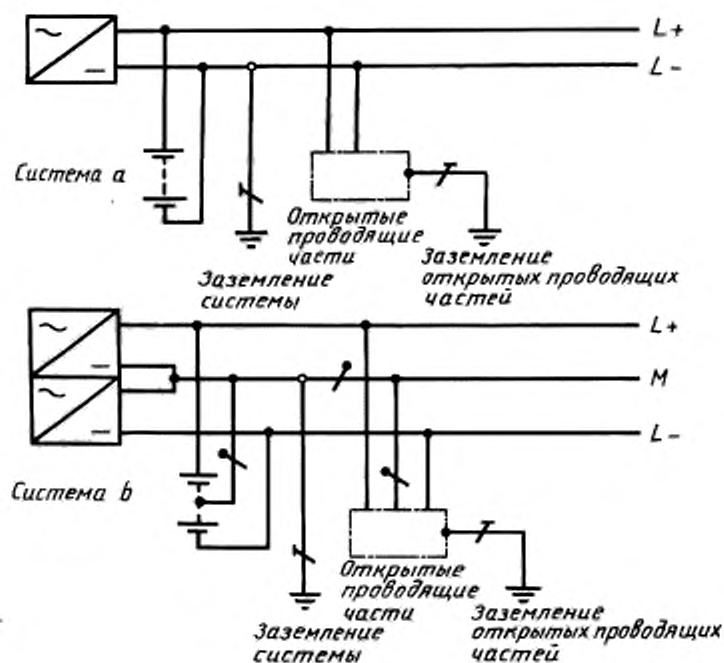 L+
L-
Система a
Открытые
проводящие
части
Заземление
системы
Заземление
открытых проводящих
частей
L+
M
L-
Система b
Открытые
проводящие
части
Заземление
системы
Заземление
открытых проводящих
частей